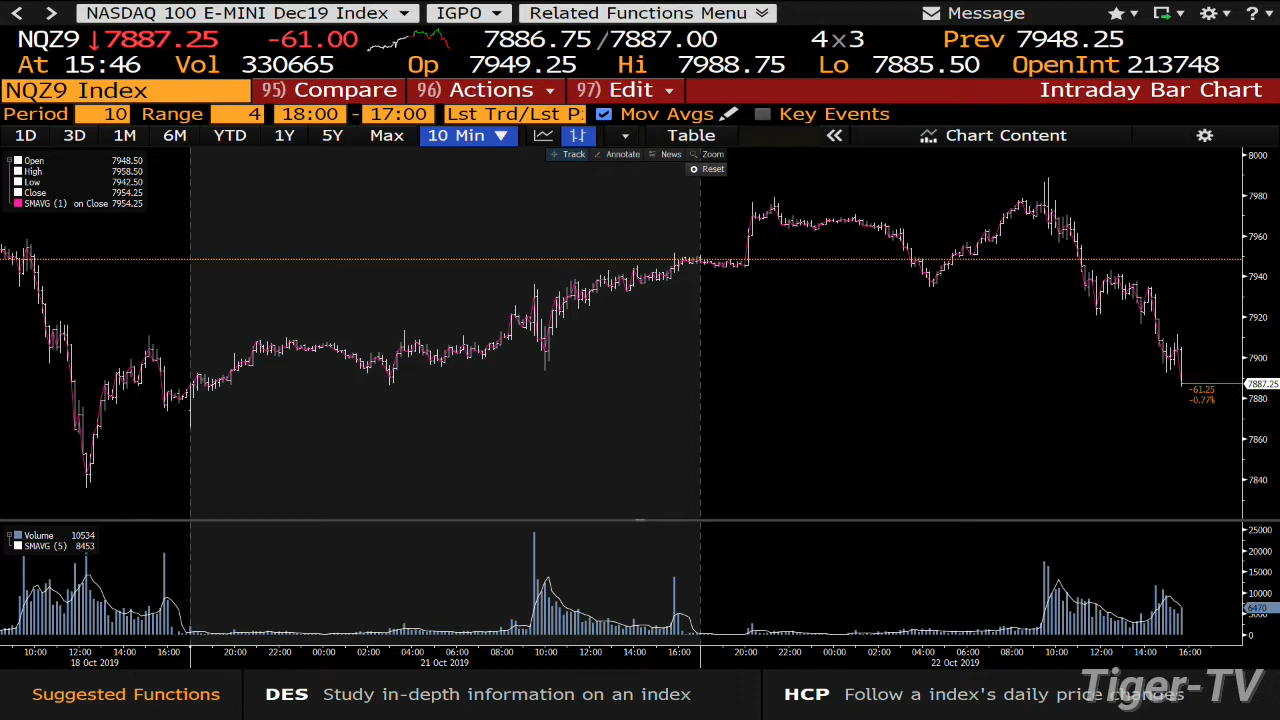 NASDAQ 100 E-MINI Dec19 Index IGPO Related Functions Menu Message ?
NQZ9 ↓7887.25 -61.00 7886.75/7887.00 4×3 Prev 7948.25
At 15:46 Vol 330665 Op 7949.25 Hi 7988.75 Lo 7885.50 OpenInt 213748
NQZ9 Index 95) Compare 96) Actions 97) Edit Intraday Bar Chart
Period 10 Range 4 18:00 - 17:00 Lst Trd/Lst P Mov Avgs Key Events
1D 3D 1M 6M YTD 1Y 5Y Max 10 Min Table Chart Content
Track Annotate News Zoom
Reset
Open 7948.50
High 7958.50
Low 7942.50
Close 7954.25
SMAVG (1) on Close 7954.25
8000
7980
7960
7940
7920
7900
7887.25
-61.25
-0.77%
7880
7860
7840
Volume 10534
SMAVG (5) 8453
25000
20000
15000
10000
6470
5000
0
10:00 12:00 14:00 16:00 20:00 22:00 00:00 02:00 04:00 06:00 08:00 10:00 12:00 14:00 16:00 20:00 22:00 00:00 02:00 04:00 06:00 08:00 10:00 12:00 14:00 16:00
18 Oct 2019 21 Oct 2019 22 Oct 2019
Suggested Functions DES Study in-depth information on an index HCP Follow a index's daily price changes
Tiger-TV